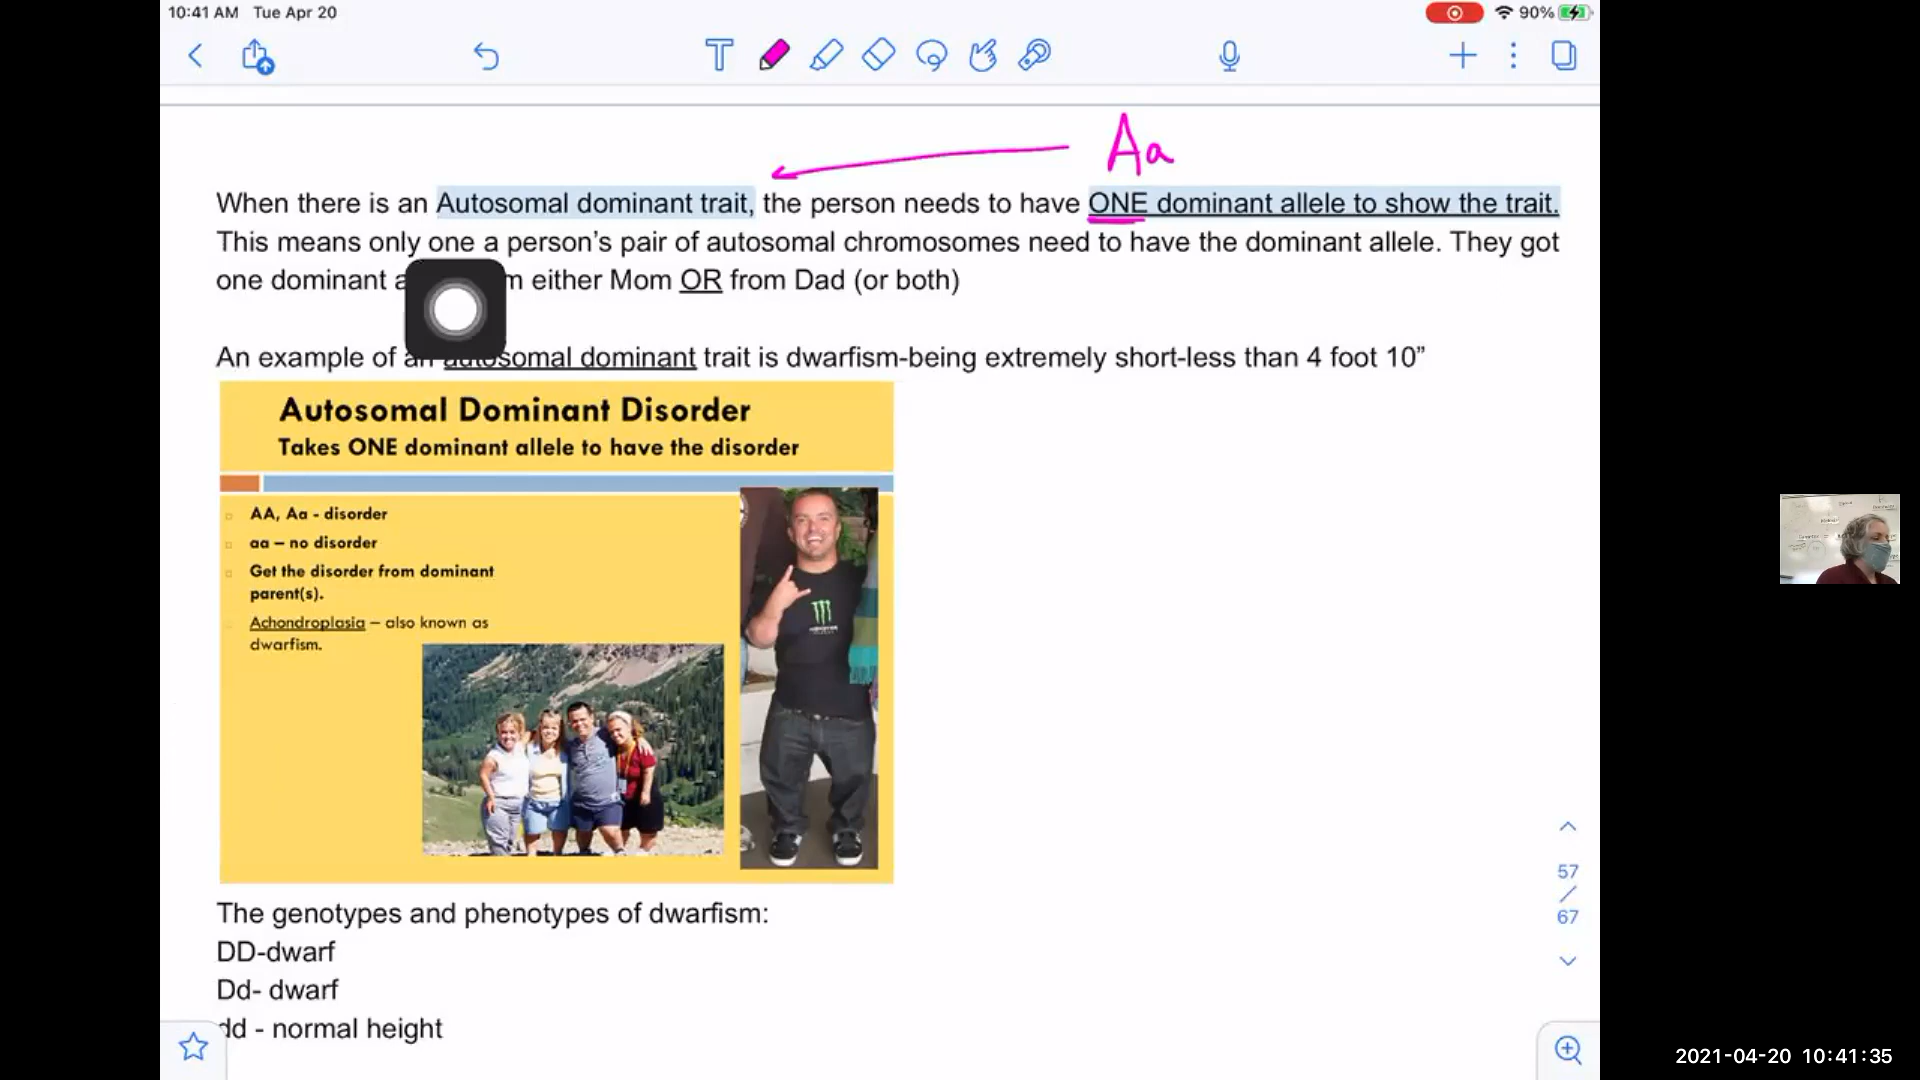 10:41 AM Tue Apr 20
90%
Aa
When there is an Autosomal dominant trait, the person needs to have ONE dominant allele to show the trait.
This means only one a person's pair of autosomal chromosomes need to have the dominant allele. They got
one dominant a m either Mom OR from Dad (or both)
An example of an autosomal dominant trait is dwarfism-being extremely short-less than 4 foot 10”
Autosomal Dominant Disorder
Takes ONE dominant allele to have the disorder
AA, Aa - disorder
aa – no disorder
Get the disorder from dominant
parent(s).
Achondroplasia – also known as
dwarfism.
The genotypes and phenotypes of dwarfism:
DD-dwarf
Dd- dwarf
dd - normal height
57
/
67
2021-04-20 10:41:35